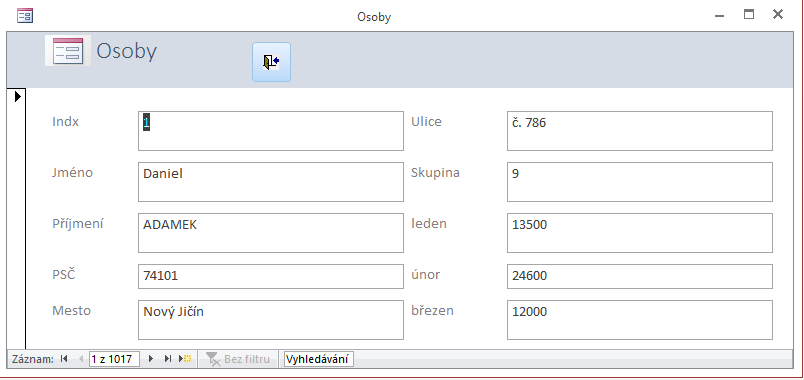 Osoby
Osoby
Indx 1 Ulice č. 786
Jméno Daniel Skupina 9
Příjmení ADAMEK leden 13500
PSČ 74101 únor 24600
Mesto Nový Jičín březen 12000
Záznam: 1 z 1017 Bez filtru Vyhledávání